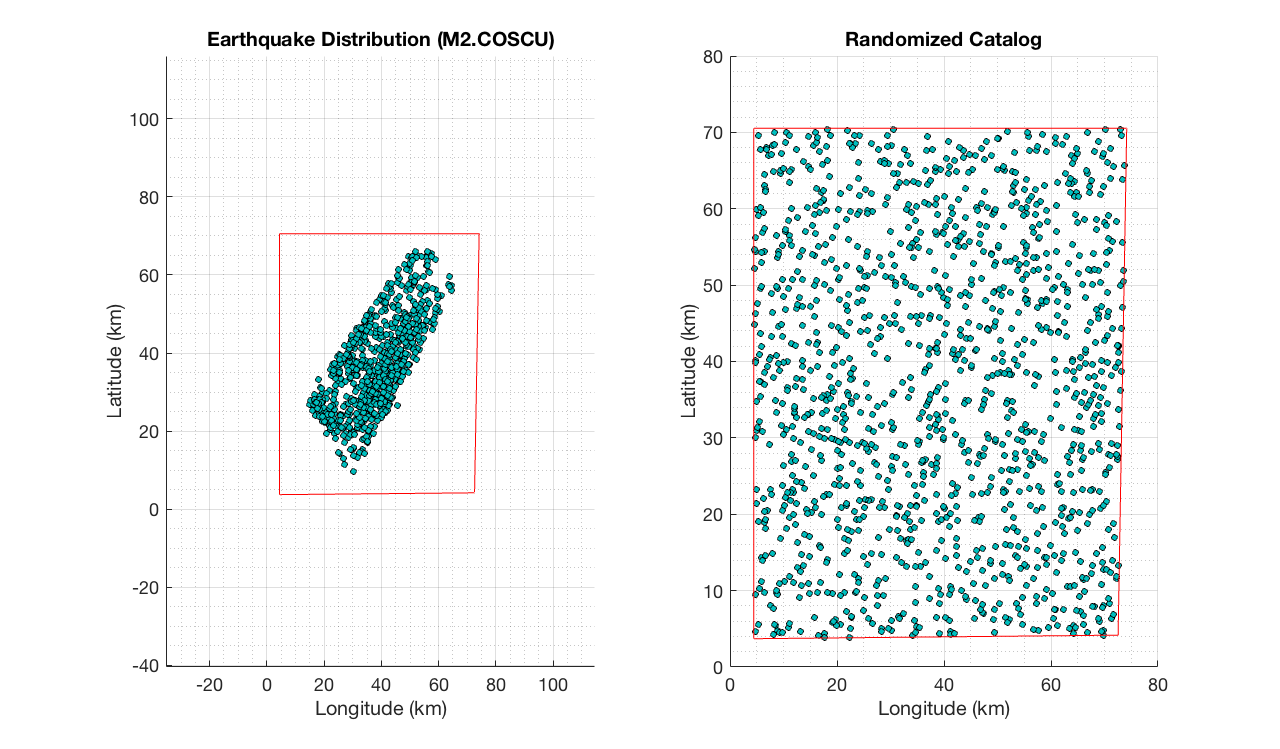 Earthquake Distribution (M2.COSCU)
100
80
60
40
20
0
-20
-40
-20 0 20 40 60 80 100
Longitude (km)
Latitude (km)
Randomized Catalog
80
70
60
50
40
30
20
10
0
0 20 40 60 80
Longitude (km)
Latitude (km)